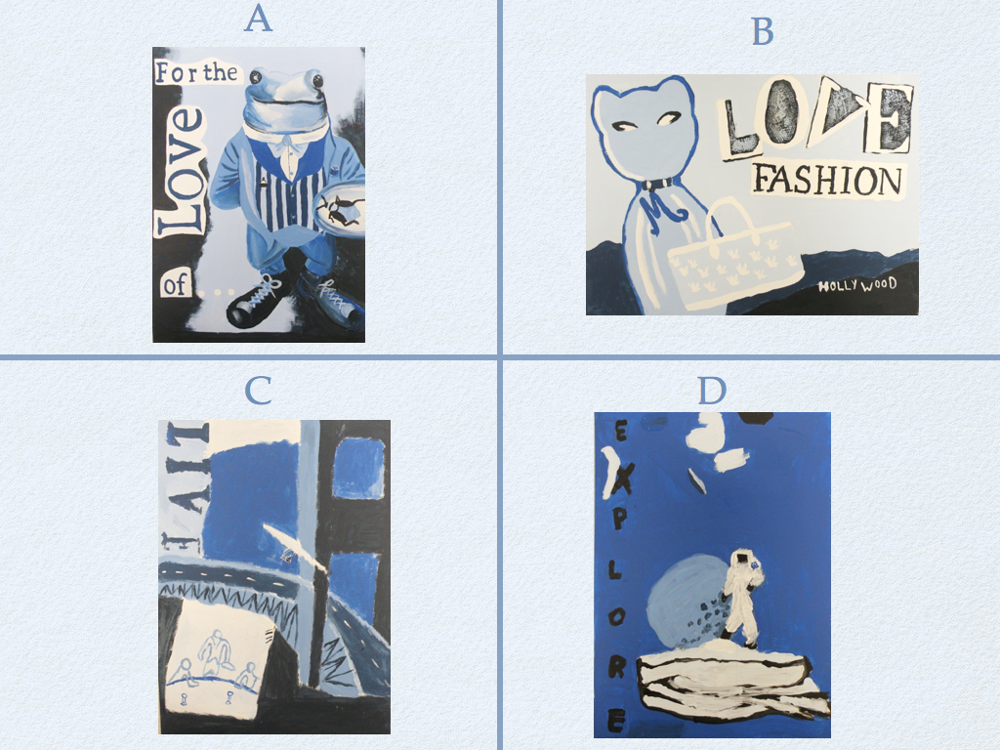 A
For the
Love
of...
B
LOVE
FASHION
M
HOLLYWOOD
C
D
EXPLORE